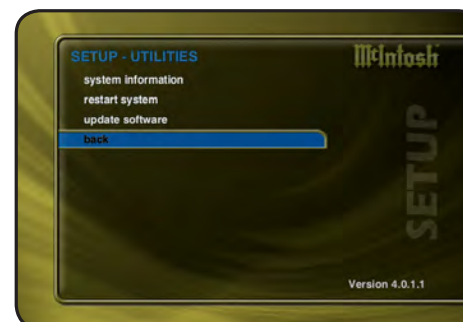 SETUP - UTILITIES
McIntosh
system information
restart system
update software
back
SETUP
Version 4.0.1.1